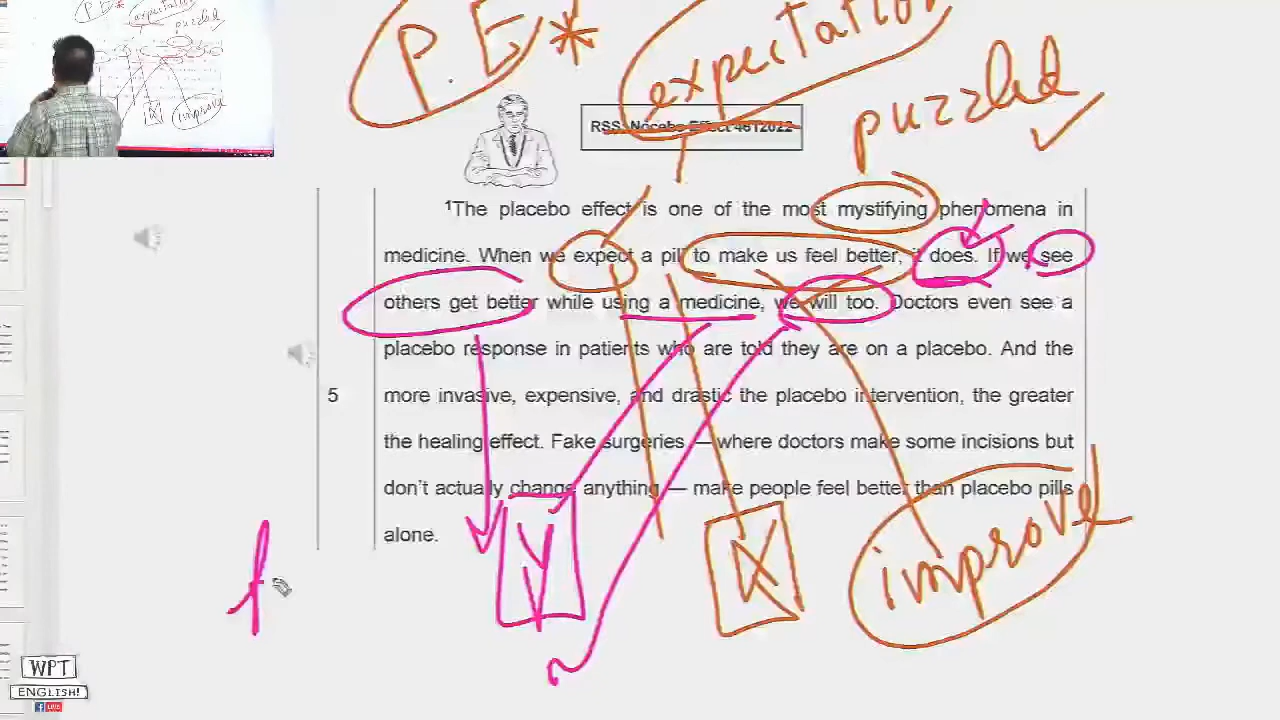 P.E*
expectation
puzzled
RSS: Nocebo Effect 4612022
¹The placebo effect is one of the most mystifying phenomena in
medicine. When we expect a pill to make us feel better, it does. If we see
others get better while using a medicine, we will too. Doctors even see a
placebo response in patients who are told they are on a placebo. And the
5 more invasive, expensive, and drastic the placebo intervention, the greater
the healing effect. Fake surgeries — where doctors make some incisions but
don't actually change anything — make people feel better than placebo pills
alone.
Y
X
improved
WPT
ENGLISH!